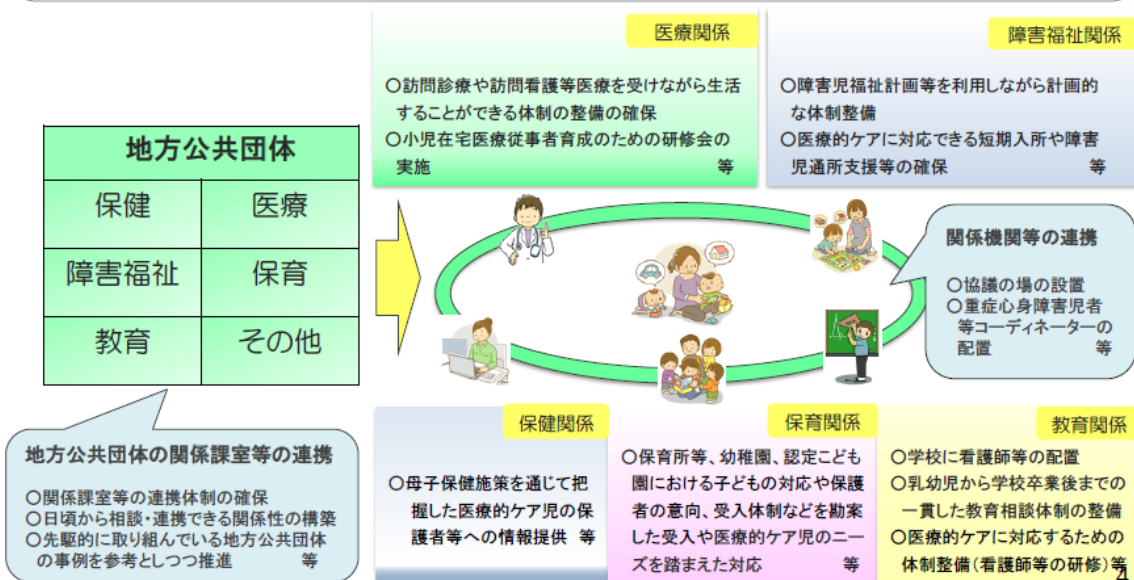 医療関係
○訪問診療や訪問看護等医療を受けながら生活
することができる体制の整備の確保
○小児在宅医療従事者育成のための研修会の
実施 等
障害福祉関係
○障害児福祉計画等を利用しながら計画的
な体制整備
○医療的ケアに対応できる短期入所や障害
児通所支援等の確保 等
地方公共団体
保健 医療
障害福祉 保育
教育 その他
関係機関等の連携
○協議の場の設置
○重症心身障害児者
等コーディネーターの
配置 等
地方公共団体の関係課室等の連携
○関係課室等の連携体制の確保
○日頃から相談・連携できる関係性の構築
○先駆的に取り組んでいる地方公共団体
の事例を参考としつつ推進 等
保健関係
○母子保健施策を通じて把
握した医療的ケア児の保
護者等への情報提供 等
保育関係
○保育所等、幼稚園、認定こども
園における子どもの対応や保護
者の意向、受入体制などを勘案
した受入や医療的ケア児のニー
ズを踏まえた対応 等
教育関係
○学校に看護師等の配置
○乳幼児から学校卒業後までの
一貫した教育相談体制の整備
○医療的ケアに対応するための
体制整備(看護師等の研修)等